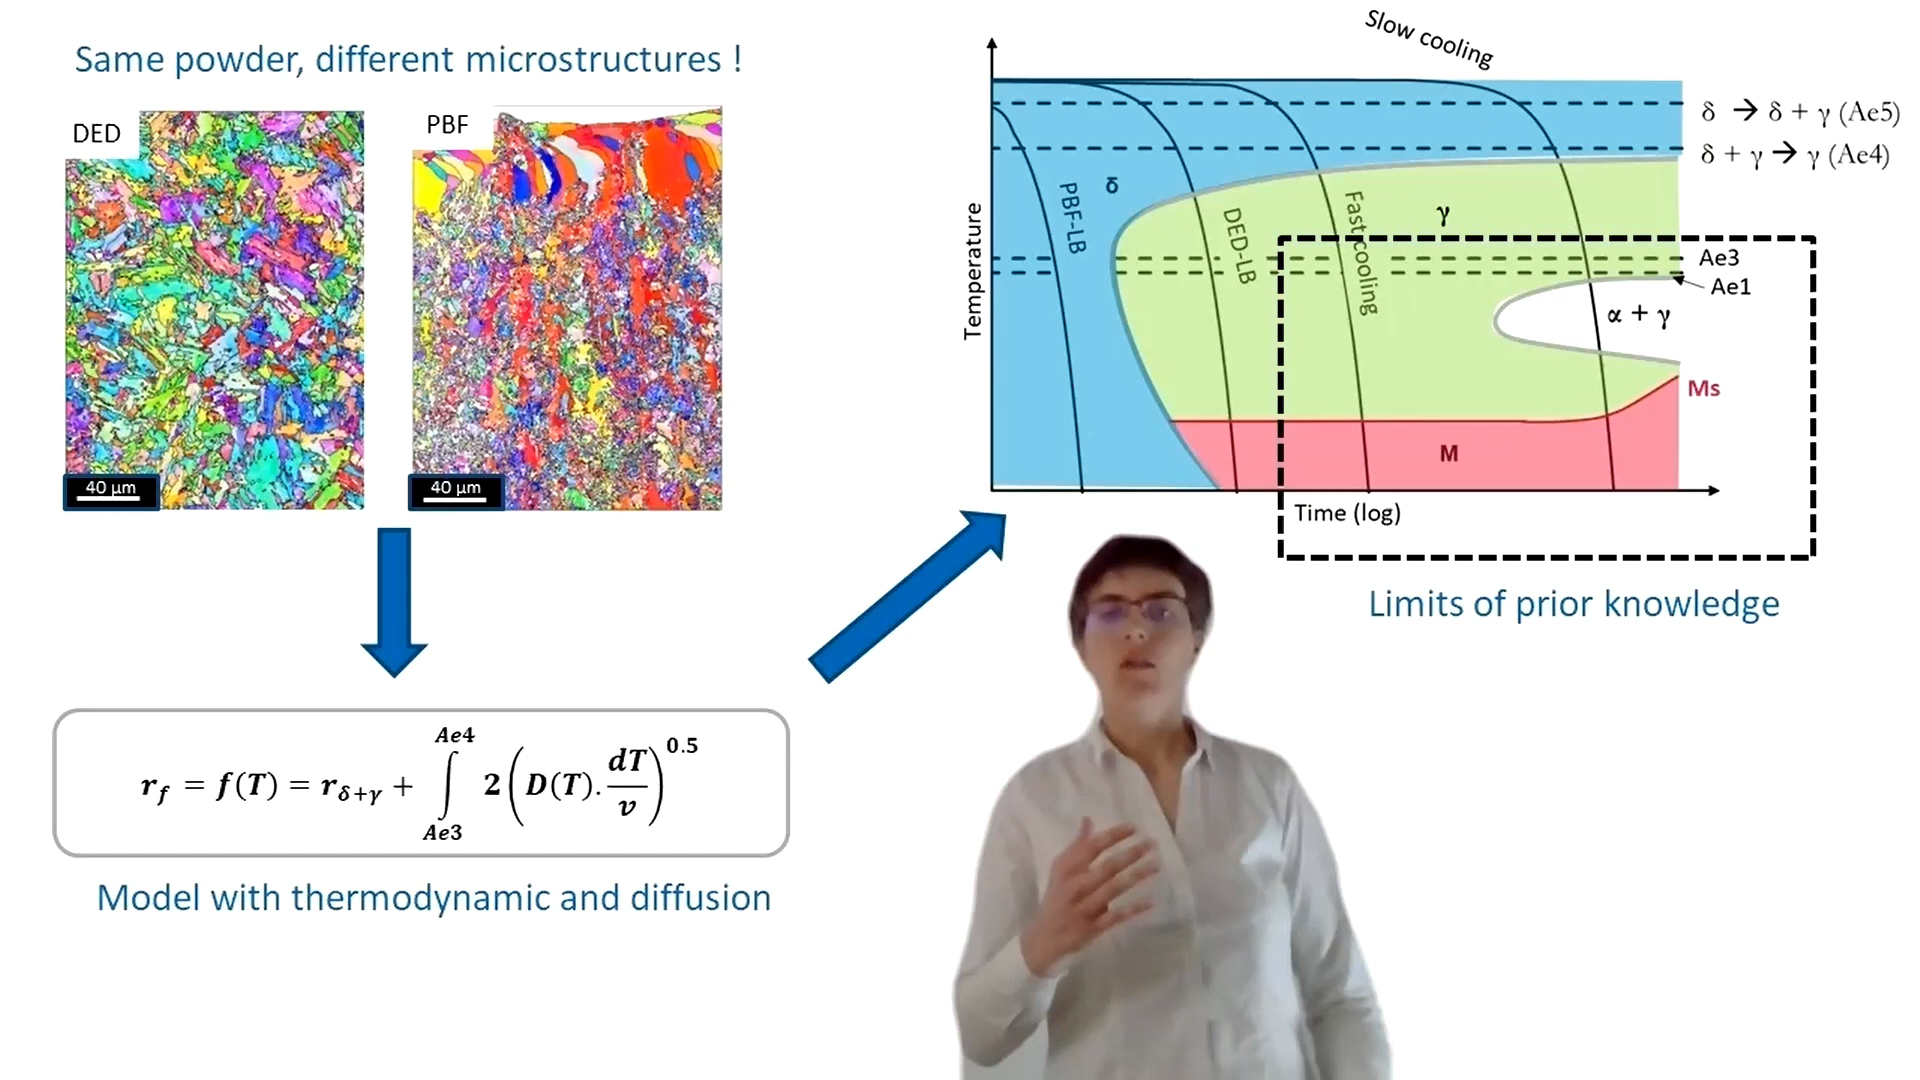 Same powder, different microstructures !
DED
PBF
40 µm
40 µm
r_f = f(T) = r_{δ+γ} + ∫_{Ae3}^{Ae4} 2(D(T).dT/v)^{0.5}
Model with thermodynamic and diffusion
Slow cooling
Temperature
PBF-LB
δ
DED-LB
Fast cooling
γ
δ → δ + γ (Ae5)
δ + γ → γ (Ae4)
Ae3
Ae1
α + γ
Ms
M
Time (log)
Limits of prior knowledge